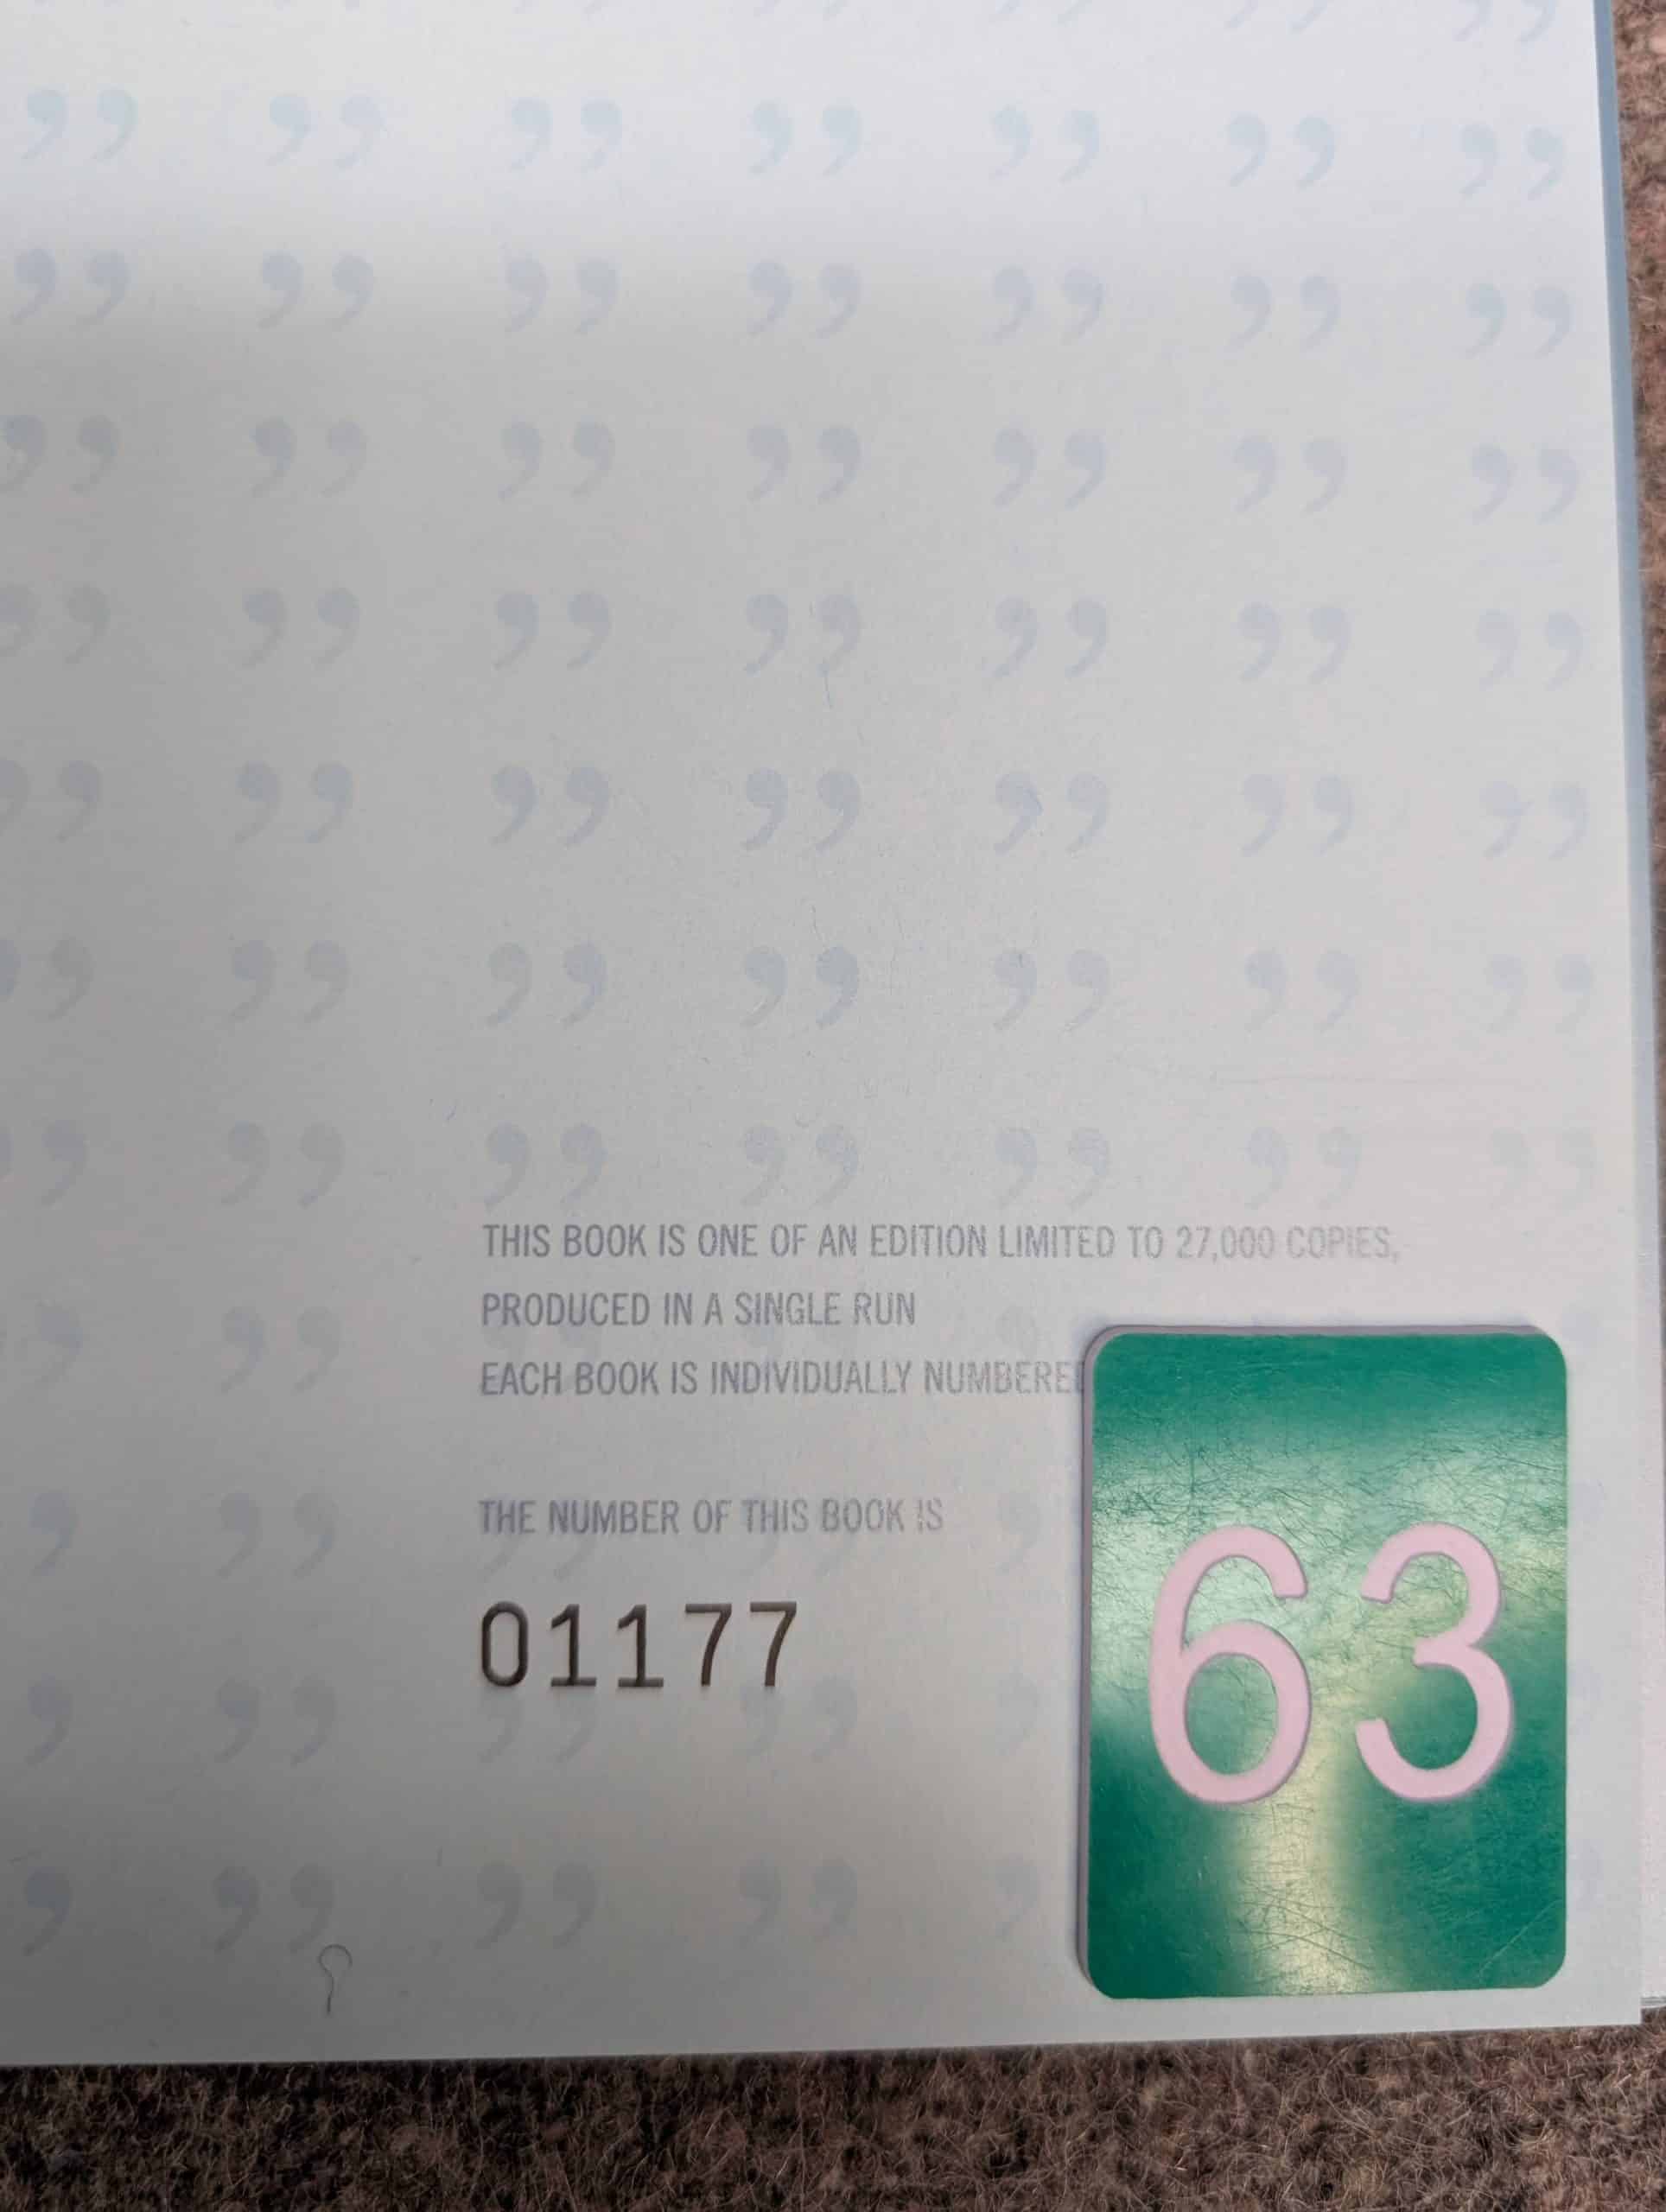 THIS BOOK IS ONE OF AN EDITION LIMITED TO 27,000 COPIES,
PRODUCED IN A SINGLE RUN
EACH BOOK IS INDIVIDUALLY NUMBERE
THE NUMBER OF THIS BOOK IS
01177
63